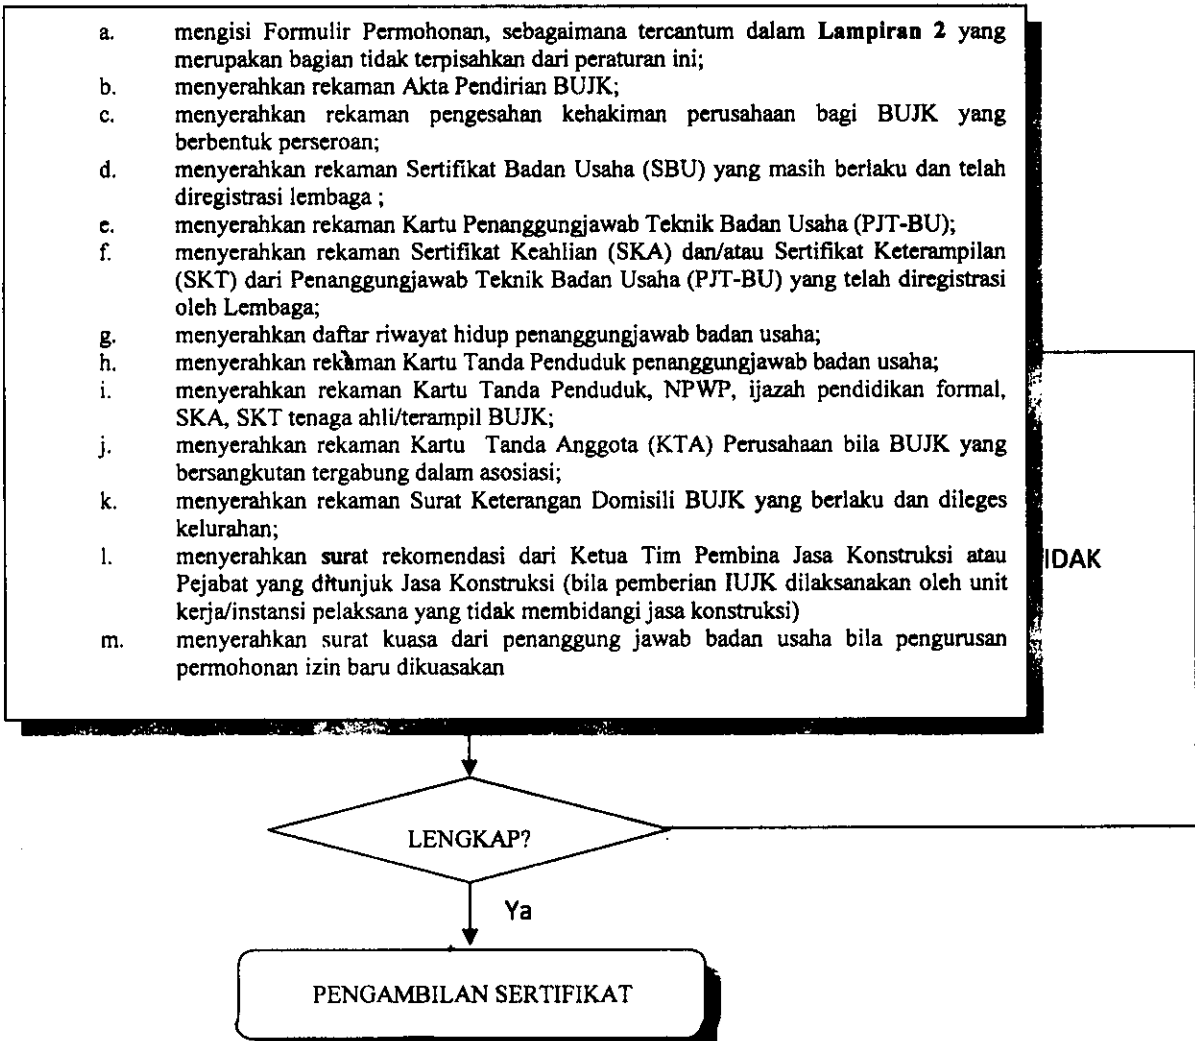 a. mengisi Formulir Permohonan, sebagaimana tercantum dalam Lampiran 2 yang
merupakan bagian tidak terpisahkan dari peraturan ini;
b. menyerahkan rekaman Akta Pendirian BUJK;
c. menyerahkan rekaman pengesahan kehakiman perusahaan bagi BUJK yang
berbentuk perseroan;
d. menyerahkan rekaman Sertifikat Badan Usaha (SBU) yang masih berlaku dan telah
diregistrasi lembaga ;
e. menyerahkan rekaman Kartu Penanggungjawab Teknik Badan Usaha (PJT-BU);
f. menyerahkan rekaman Sertifikat Keahlian (SKA) dan/atau Sertifikat Keterampilan
(SKT) dari Penanggungjawab Teknik Badan Usaha (PJT-BU) yang telah diregistrasi
oleh Lembaga;
g. menyerahkan daftar riwayat hidup penanggungjawab badan usaha;
h. menyerahkan rekaman Kartu Tanda Penduduk penanggungjawab badan usaha;
i. menyerahkan rekaman Kartu Tanda Penduduk, NPWP, ijazah pendidikan formal,
SKA, SKT tenaga ahli/terampil BUJK;
j. menyerahkan rekaman Kartu Tanda Anggota (KTA) Perusahaan bila BUJK yang
bersangkutan tergabung dalam asosiasi;
k. menyerahkan rekaman Surat Keterangan Domisili BUJK yang berlaku dan dileges
kelurahan;
l. menyerahkan surat rekomendasi dari Ketua Tim Pembina Jasa Konstruksi atau
Pejabat yang ditunjuk Jasa Konstruksi (bila pemberian IUJK dilaksanakan oleh unit
kerja/instansi pelaksana yang tidak membidangi jasa konstruksi)
m. menyerahkan surat kuasa dari penanggung jawab badan usaha bila pengurusan
permohonan izin baru dikuasakan
IDAK
LENGKAP?
Ya
PENGAMBILAN SERTIFIKAT